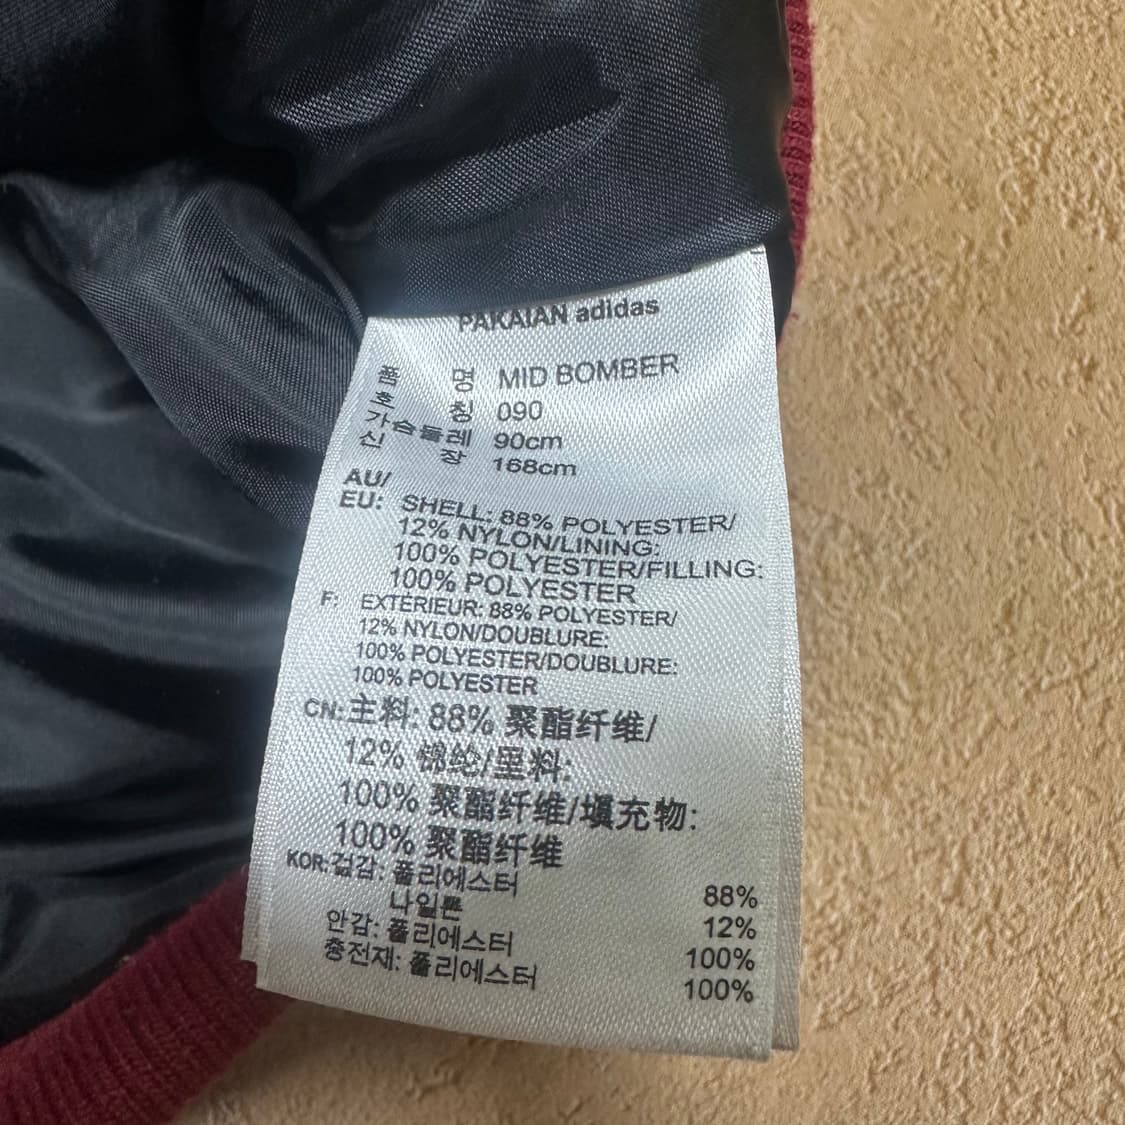 PAKAIAN adidas
품 명 MID BOMBER
호 칭 090
가슴둘레 90cm
신 장 168cm
AU/
EU: SHELL: 88% POLYESTER/
12% NYLON/LINING:
100% POLYESTER/FILLING:
100% POLYESTER
F: EXTÉRIEUR: 88% POLYESTER/
12% NYLON/DOUBLURE:
100% POLYESTER/DOUBLURE:
100% POLYESTER
CN: 主料: 88% 聚酯纤维/
12% 锦纶/里料:
100% 聚酯纤维/填充物:
100% 聚酯纤维
KOR: 겉감: 폴리에스터 88%
나일론 12%
안감: 폴리에스터 100%
충전재: 폴리에스터 100%